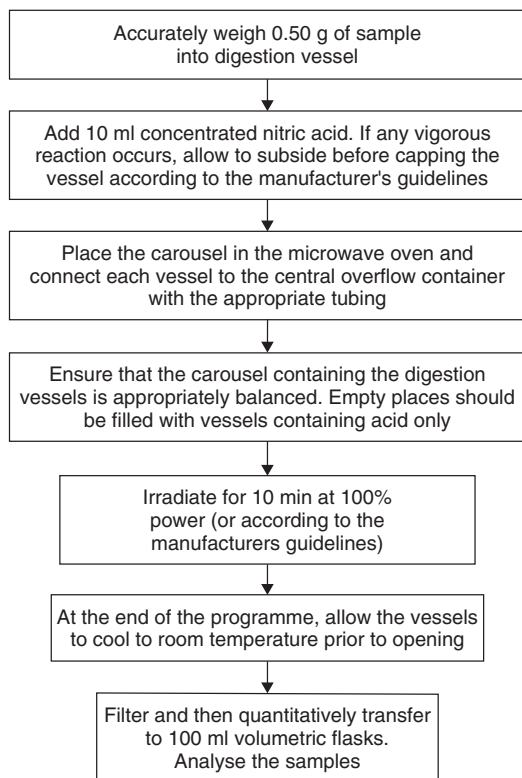 Accurately weigh 0.50 g of sample
into digestion vessel
Add 10 ml concentrated nitric acid. If any vigorous
reaction occurs, allow to subside before capping the
vessel according to the manufacturer's guidelines
Place the carousel in the microwave oven and
connect each vessel to the central overflow container
with the appropriate tubing
Ensure that the carousel containing the digestion
vessels is appropriately balanced. Empty places should
be filled with vessels containing acid only
Irradiate for 10 min at 100%
power (or according to the
manufacturers guidelines)
At the end of the programme, allow the vessels
to cool to room temperature prior to opening
Filter and then quantitatively transfer
to 100 ml volumetric flasks.
Analyse the samples